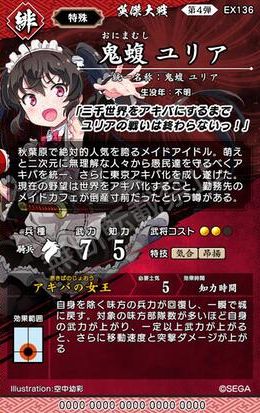 緋
特殊
英傑大戦
第4弾
EX136
おにまむし
鬼蝮 ユリア
統一名称：鬼蝮 ユリア
生没年：不明
「三千世界をアキバにするまで
ユリアの戦いは終わらないっ！」
秋葉原で絶対的人気を誇るメイドアイドル。萌え
と二次元に無理解な人々から愚民達を守るべくア
キバを統一、さらに東京アキバ化を成し遂げた。
現在の野望は世界をアキバ化すること。勤務先の
メイドカフェが倒産寸前だったという噂がある。
兵種 武力 知力 武将コスト
騎兵 7 5 特技 気合 昂揚
あきばのじょおう 必要士気 効果時間
アキバの女王 5 知力時間
効果範囲
自身を除く味方の兵力が回復し、一瞬で城
に戻す。対象の味方部隊数が多いほど自身
の武力が上がり、一定以上武力が上がる
と、さらに移動速度と突撃ダメージが上が
る
Illustration:空中幼彩
©SEGA
0000-0000-0000-0000-0000